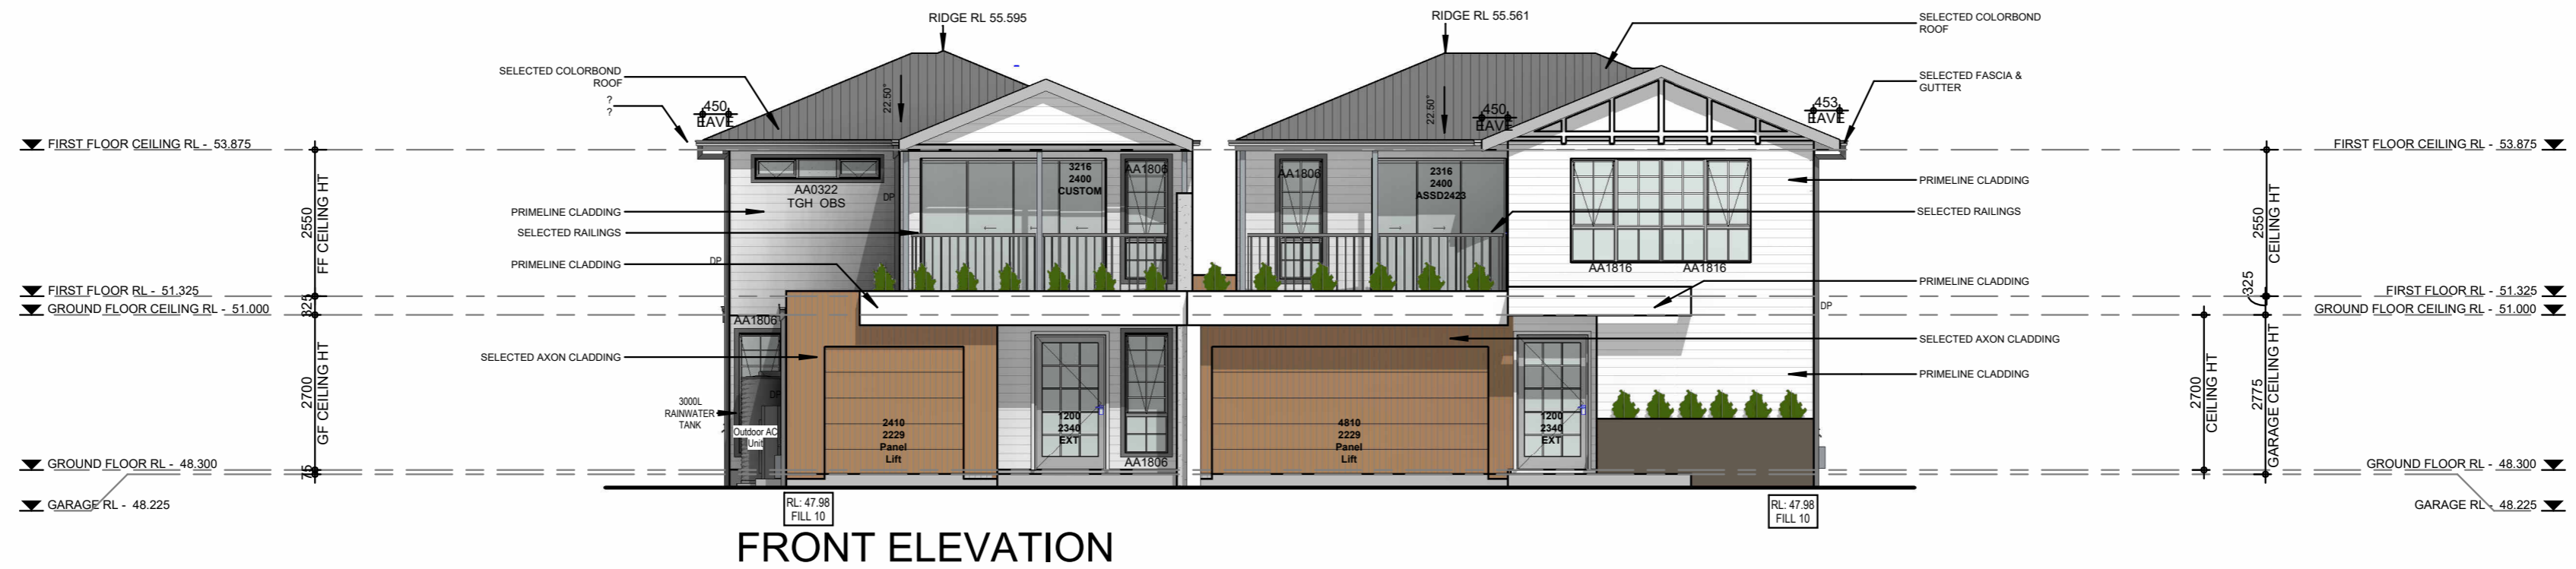 RIDGE RL 55.595
RIDGE RL 55.561
SELECTED COLORBOND
ROOF
SELECTED COLORBOND
ROOF
?
?
450
EAVE
22.50°
22.50°
450
EAVE
453
EAVE
SELECTED FASCIA &
GUTTER
FIRST FLOOR CEILING RL - 53.875
FIRST FLOOR CEILING RL - 53.875
2550
FF CEILING HT
2550
CEILING HT
AA0322
TGH OBS
DP
3216
2400
CUSTOM
AA1806
AA1806
2316
2400
ASSD2423
AA1816
AA1816
PRIMELINE CLADDING
SELECTED RAILINGS
PRIMELINE CLADDING
PRIMELINE CLADDING
SELECTED RAILINGS
PRIMELINE CLADDING
DP
FIRST FLOOR RL - 51.325
FIRST FLOOR RL - 51.325
325
325
GROUND FLOOR CEILING RL - 51.000
GROUND FLOOR CEILING RL - 51.000
DP
AA1806
SELECTED AXON CLADDING
SELECTED AXON CLADDING
PRIMELINE CLADDING
2700
GF CEILING HT
2700
CEILING HT
2775
GARAGE CEILING HT
3000L
RAINWATER
TANK
DP
Outdoor AC
Unit
2410
2229
Panel
Lift
1200
2340
EXT
AA1806
4810
2229
Panel
Lift
1200
2340
EXT
GROUND FLOOR RL - 48.300
GROUND FLOOR RL - 48.300
75
GARAGE RL - 48.225
GARAGE RL - 48.225
RL: 47.98
FILL 10
RL: 47.98
FILL 10
FRONT ELEVATION